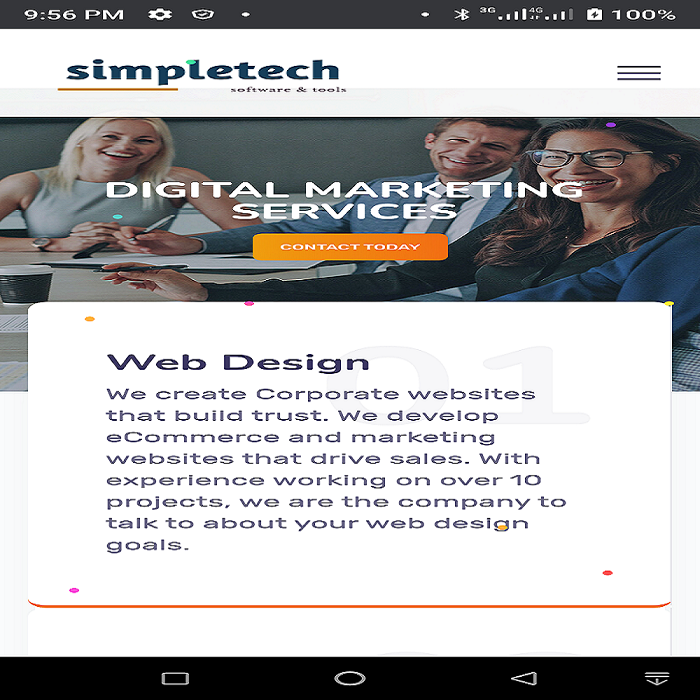 9:56 PM 3G 4G 100%
simpletech
software & tools
DIGITAL MARKETING
SERVICES
CONTACT TODAY
01
Web Design
We create Corporate websites
that build trust. We develop
eCommerce and marketing
websites that drive sales. With
experience working on over 10
projects, we are the company to
talk to about your web design
goals.